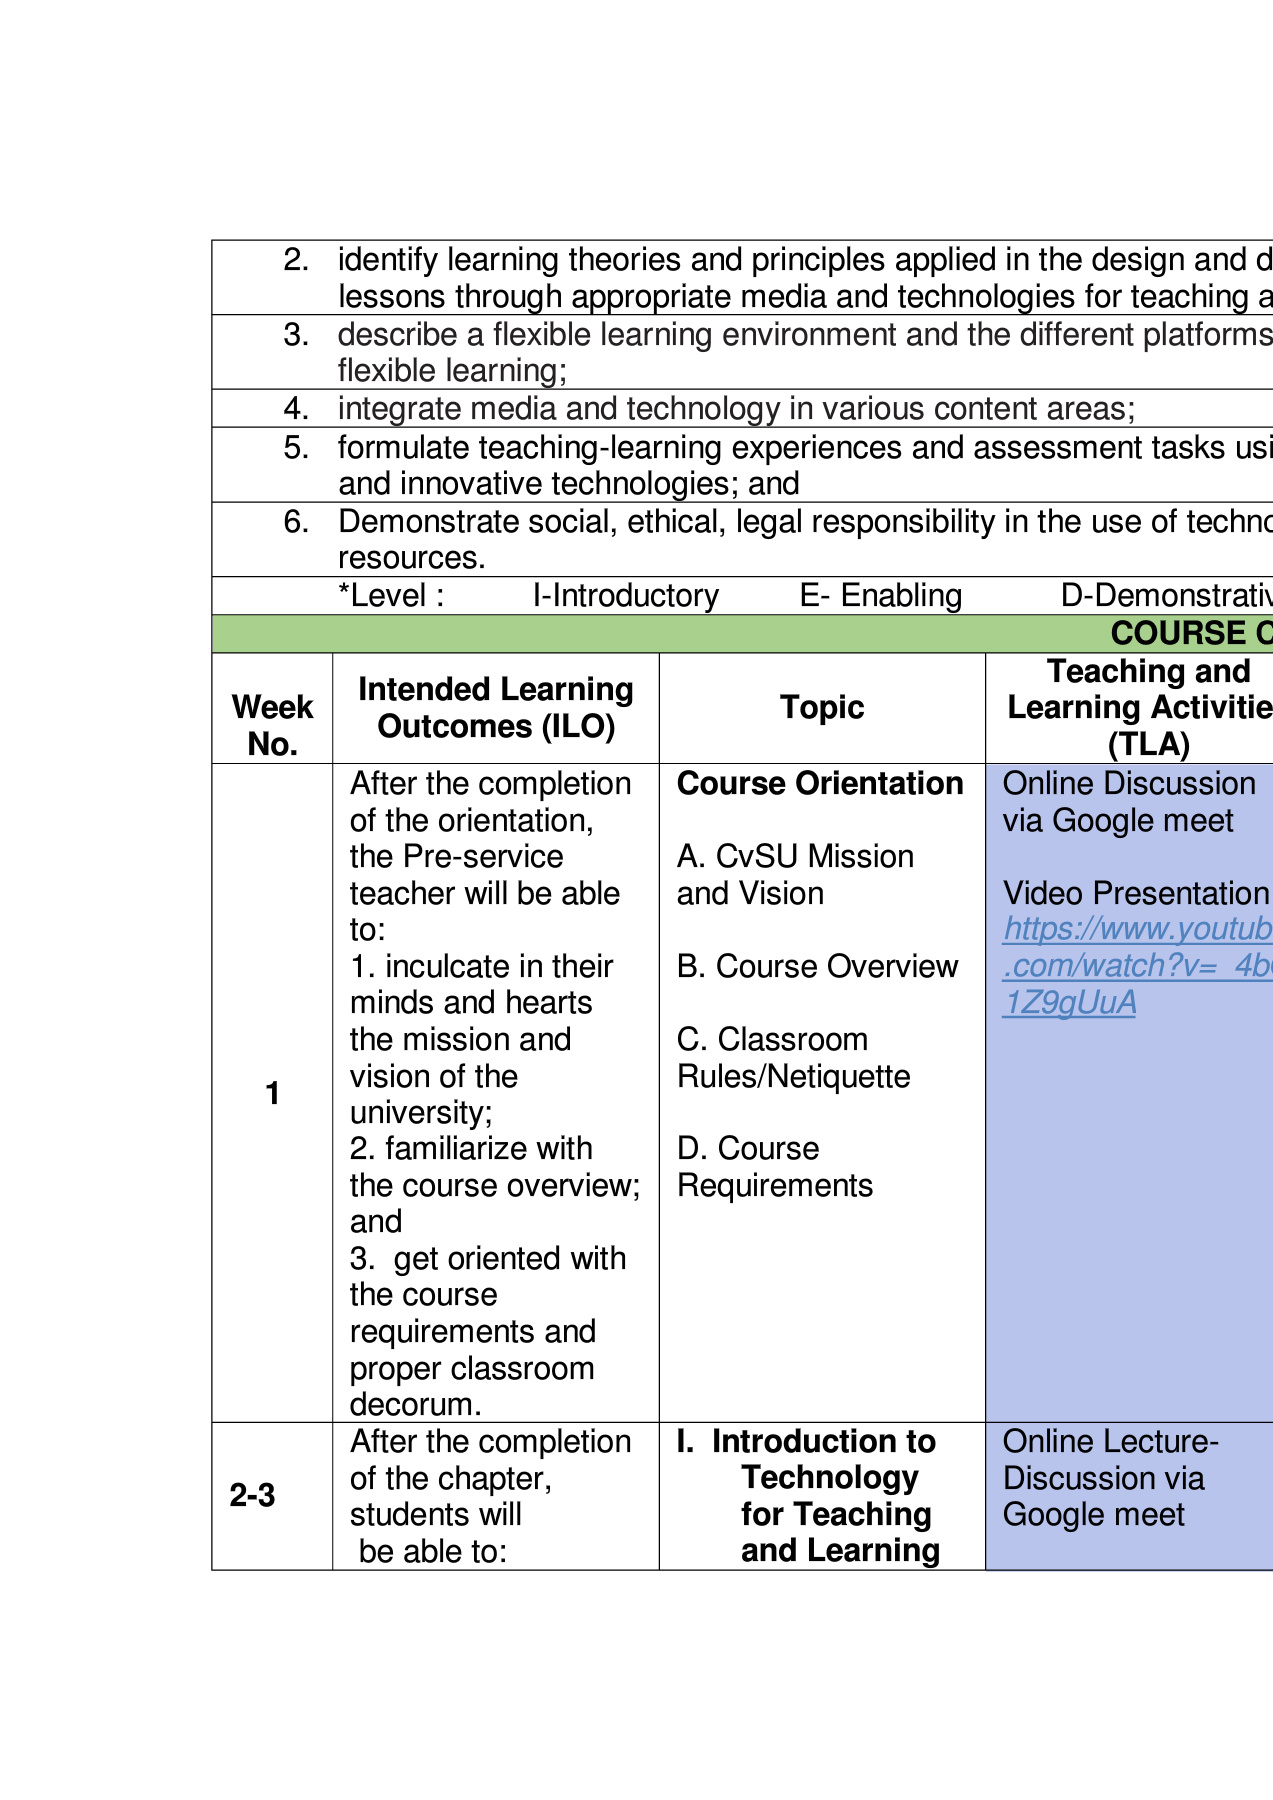 2. identify learning theories and principles applied in the design and d
lessons through appropriate media and technologies for teaching a
3. describe a flexible learning environment and the different platforms
flexible learning;
4. integrate media and technology in various content areas;
5. formulate teaching-learning experiences and assessment tasks usi
and innovative technologies; and
6. Demonstrate social, ethical, legal responsibility in the use of techno
resources.
*Level : I-Introductory E- Enabling D-Demonstrativ
COURSE C
Week
No.
Intended Learning
Outcomes (ILO)
Topic
Teaching and
Learning Activitie
(TLA)
1
After the completion
of the orientation,
the Pre-service
teacher will be able
to:
1. inculcate in their
minds and hearts
the mission and
vision of the
university;
2. familiarize with
the course overview;
and
3. get oriented with
the course
requirements and
proper classroom
decorum.
Course Orientation
A. CvSU Mission
and Vision
B. Course Overview
C. Classroom
Rules/Netiquette
D. Course
Requirements
Online Discussion
via Google meet
Video Presentation
https://www.youtub
.com/watch?v=_4b
1Z9gUuA
2-3
After the completion
of the chapter,
students will
be able to:
I. Introduction to
Technology
for Teaching
and Learning
Online Lecture-
Discussion via
Google meet